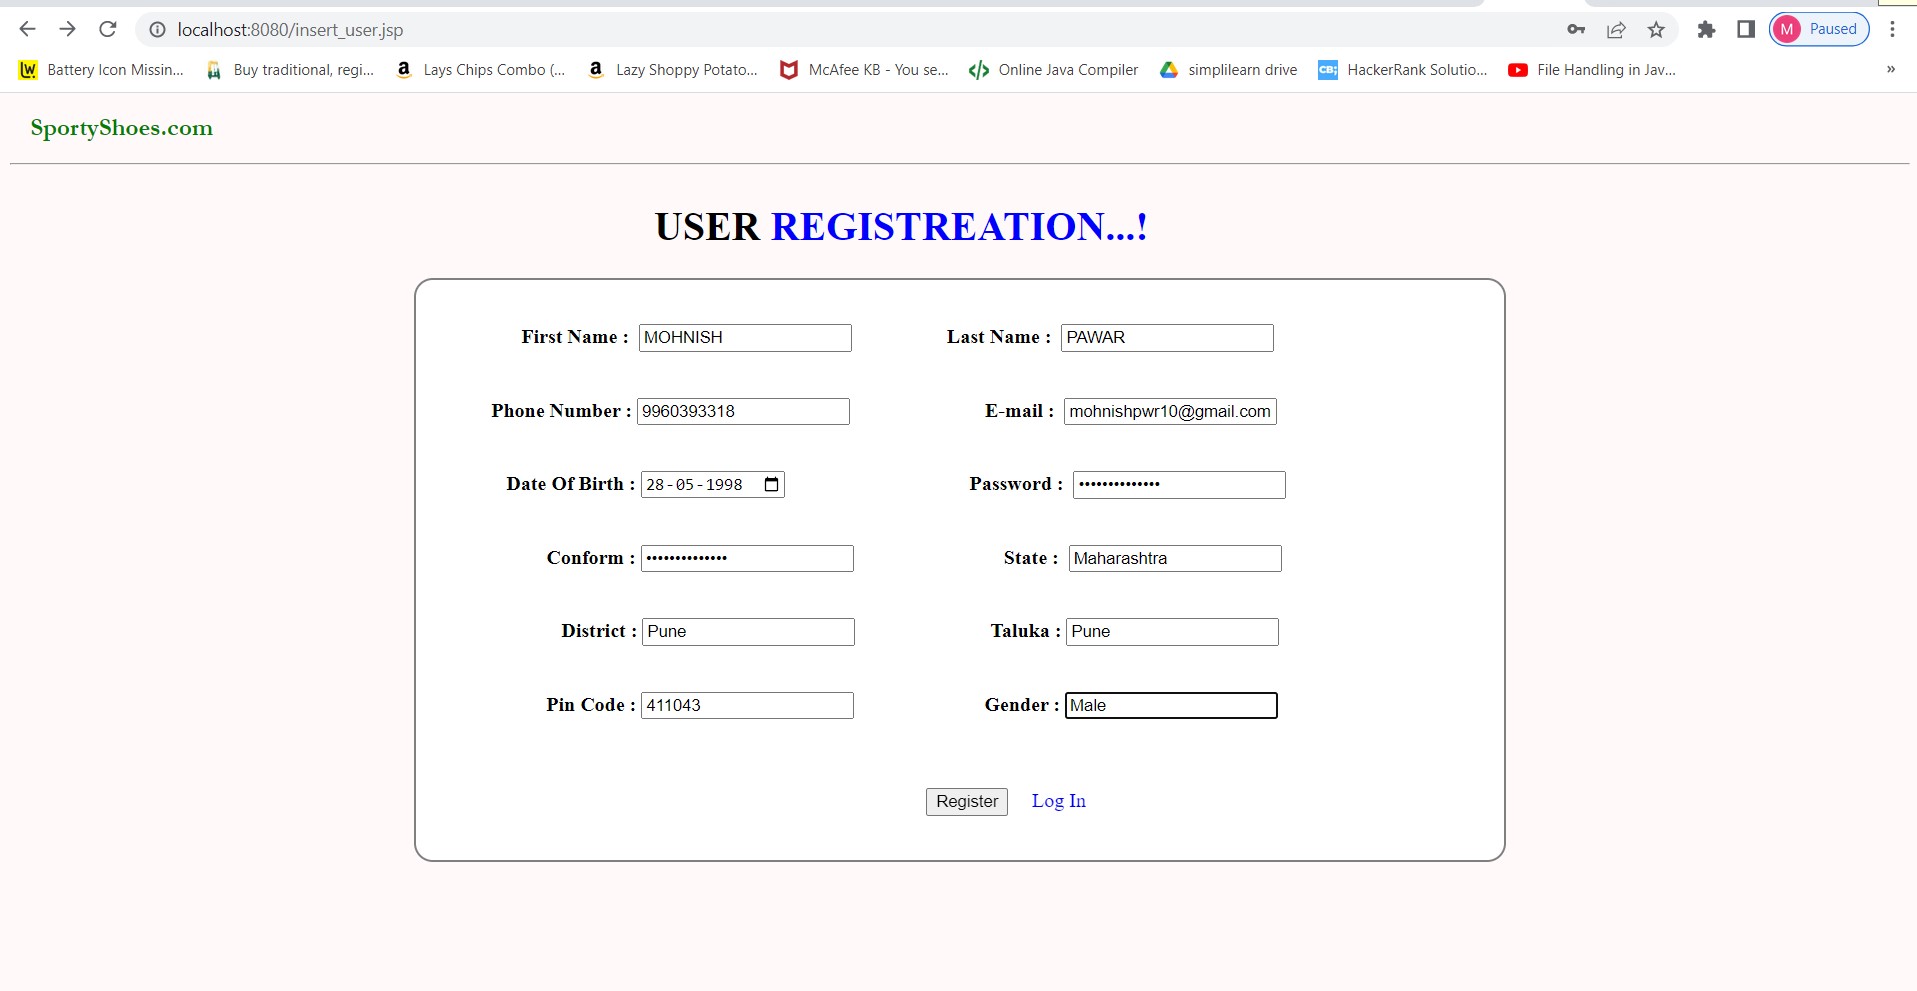 localhost:8080/insert_user.jsp M Paused
Battery Icon Missin... Buy traditional, regi... Lays Chips Combo (... Lazy Shoppy Potato... McAfee KB - You se... Online Java Compiler simplilearn drive CB; HackerRank Solutio... File Handling in Jav... »
SportyShoes.com
USER REGISTREATION...!
First Name : MOHNISH Last Name : PAWAR
Phone Number : 9960393318 E-mail : mohnishpwr10@gmail.com
Date Of Birth : 28-05-1998 Password : ••••••••••••••
Conform : •••••••••••••• State : Maharashtra
District : Pune Taluka : Pune
Pin Code : 411043 Gender : Male
Register Log In